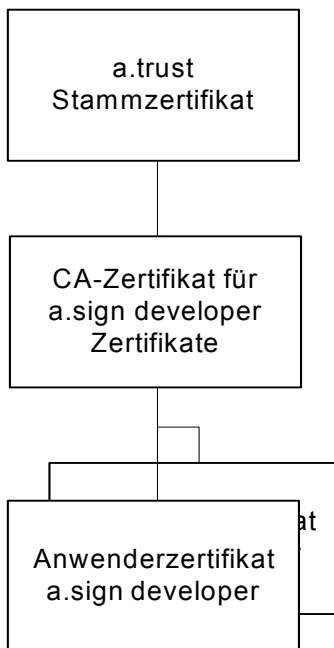 a.trust
Stammzertifikat
CA-Zertifikat für
a.sign developer
Zertifikate
Anwenderzertifikat
a.sign developer